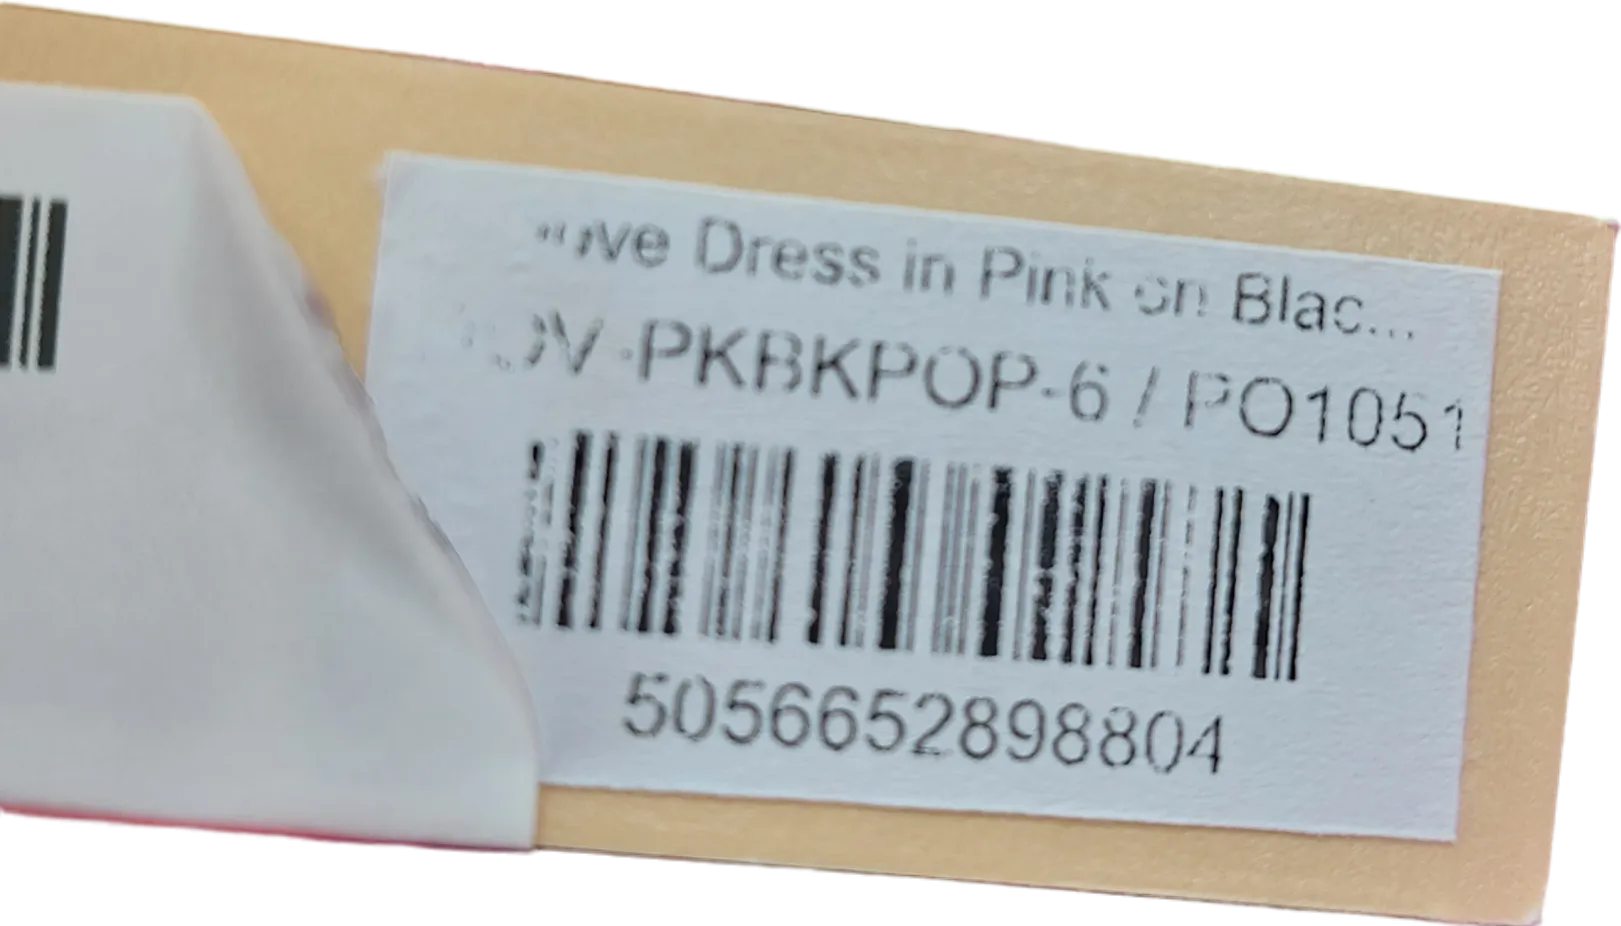 Dress in Pink on Blac...
-PKBKPOP-6 / PO1051
5056652898804